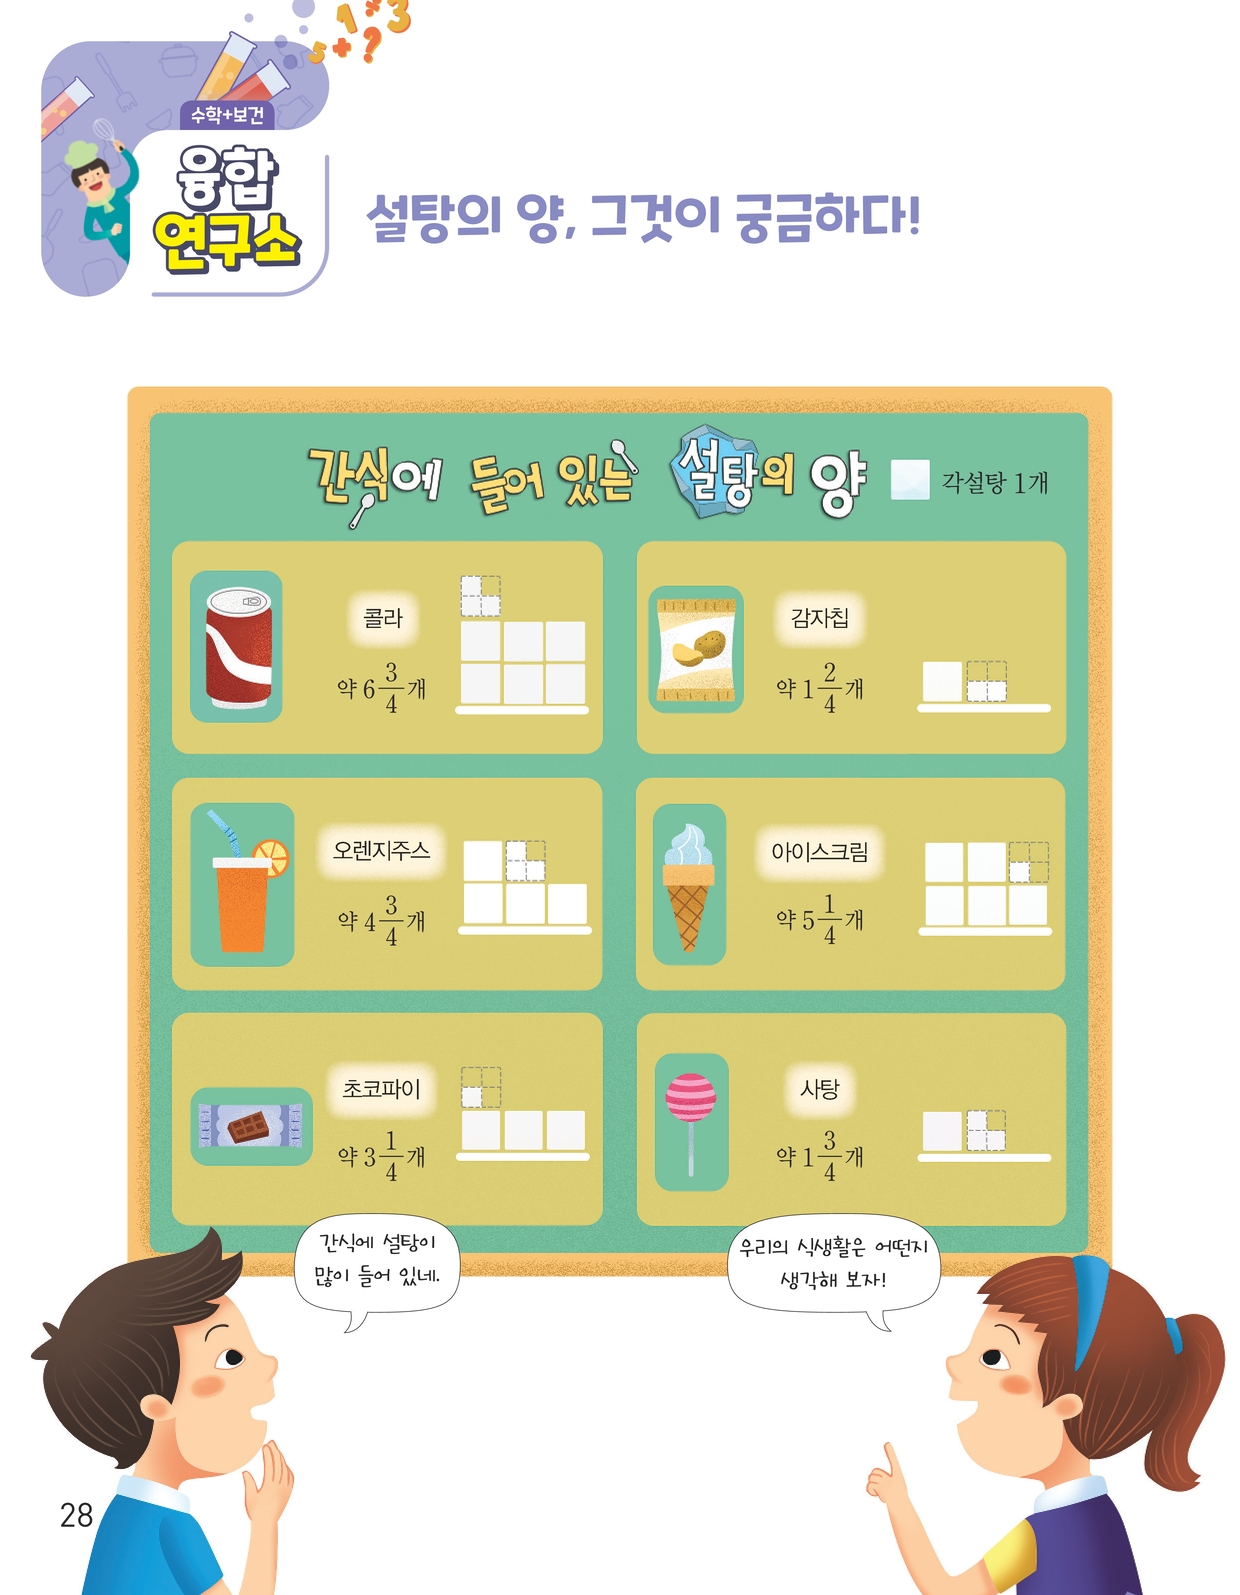 1 * 3
5 + ?
수학+보건
융합
연구소
설탕의 양, 그것이 궁금하다!
간식에 들어 있는 설탕의 양
각설탕 1개
콜라
약 6 3/4 개
감자칩
약 1 2/4 개
오렌지주스
약 4 3/4 개
아이스크림
약 5 1/4 개
초코파이
약 3 1/4 개
사탕
약 1 3/4 개
간식에 설탕이
많이 들어 있네.
우리의 식생활은 어떤지
생각해 보자!
28